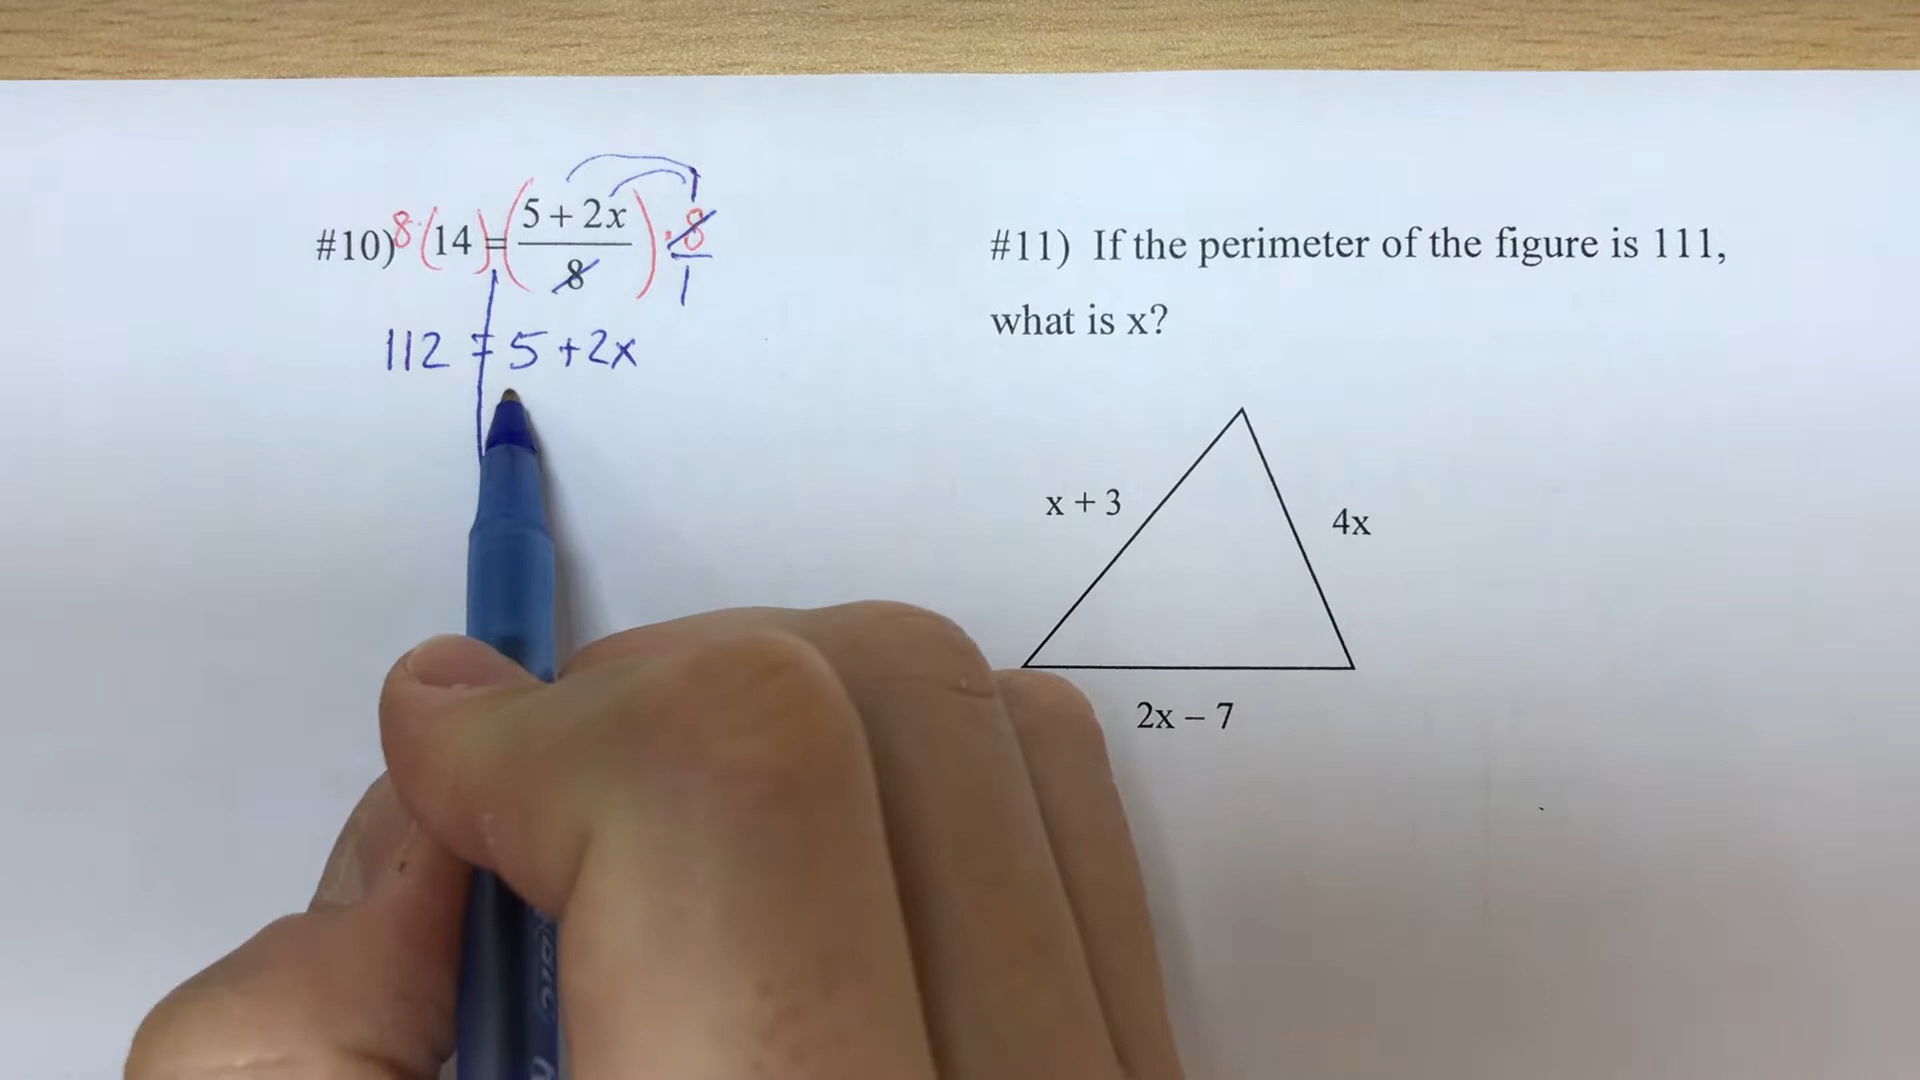 #10) 8·(14) = (5 + 2x / 8) · 8/1
112 = 5 + 2x
#11) If the perimeter of the figure is 111,
what is x?
x + 3
4x
2x – 7